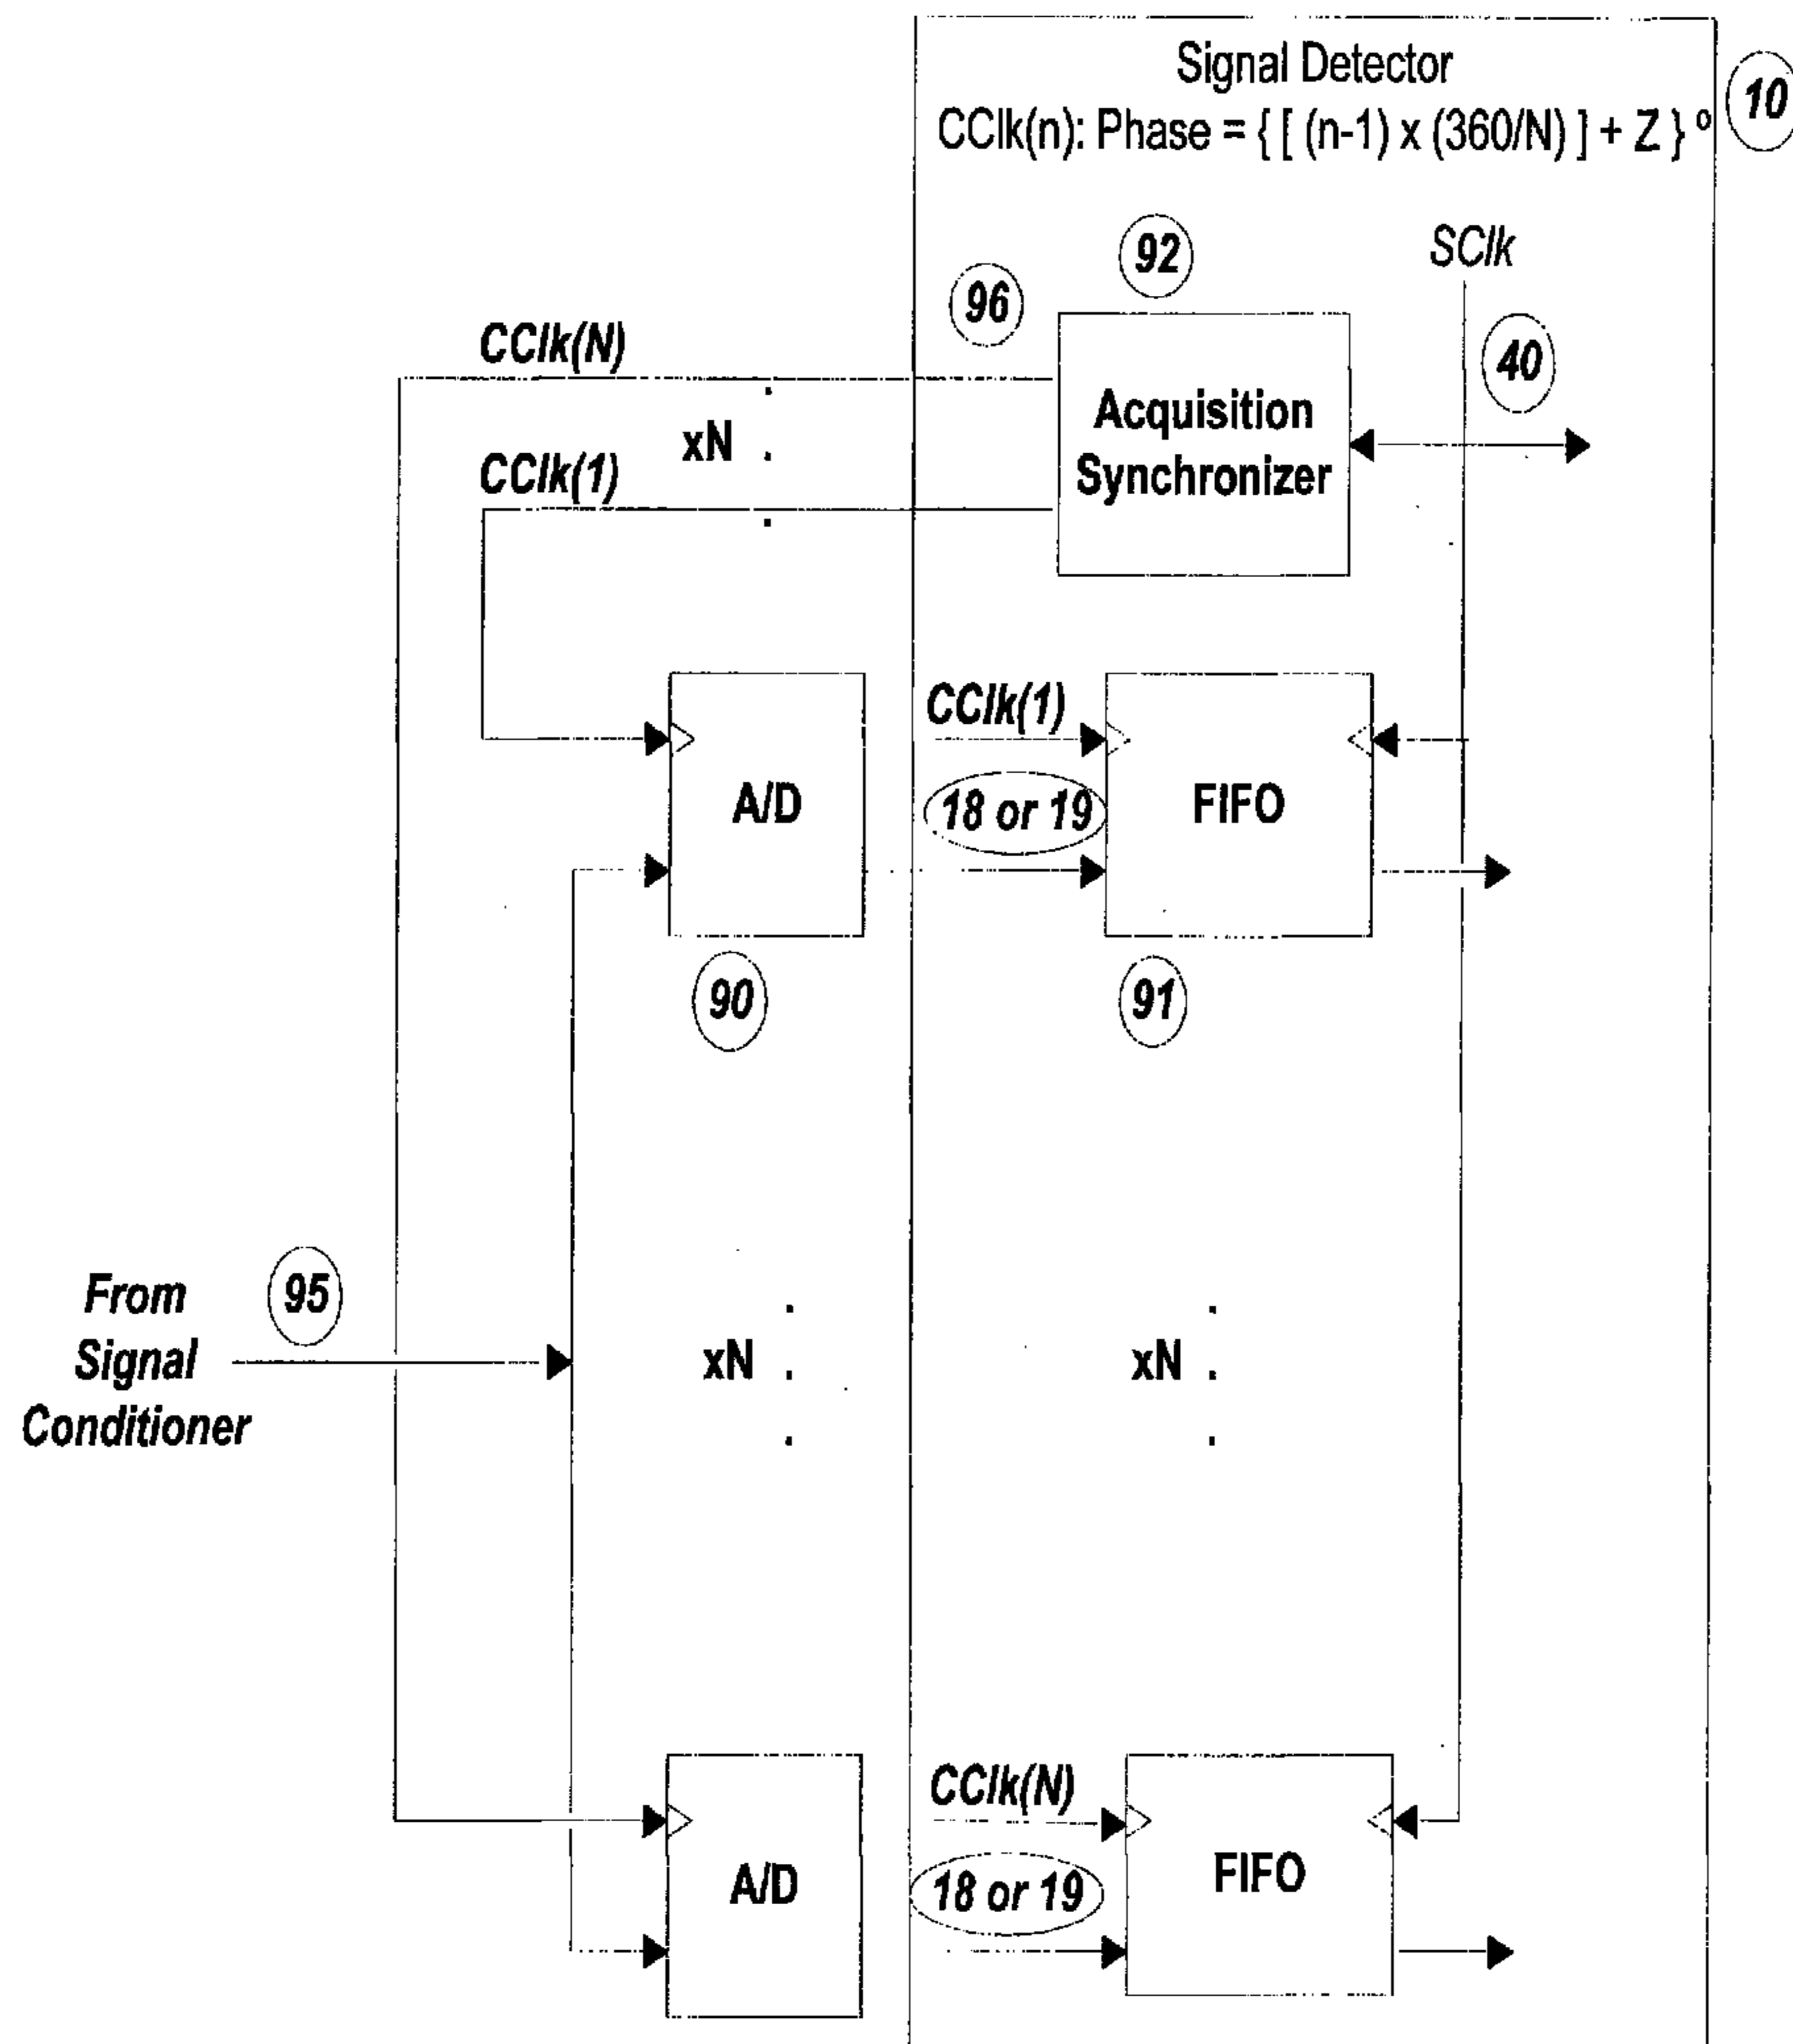 Signal Detector
10
CClk(n): Phase = { [ (n-1) x (360/N) ] + Z } º
92
SClk
96
CClk(N)
40
Acquisition
Synchronizer
xN
CClk(1)
CClk(1)
A/D
18 or 19
FIFO
90
91
From
Signal
Conditioner
95
xN
xN
CClk(N)
A/D
18 or 19
FIFO